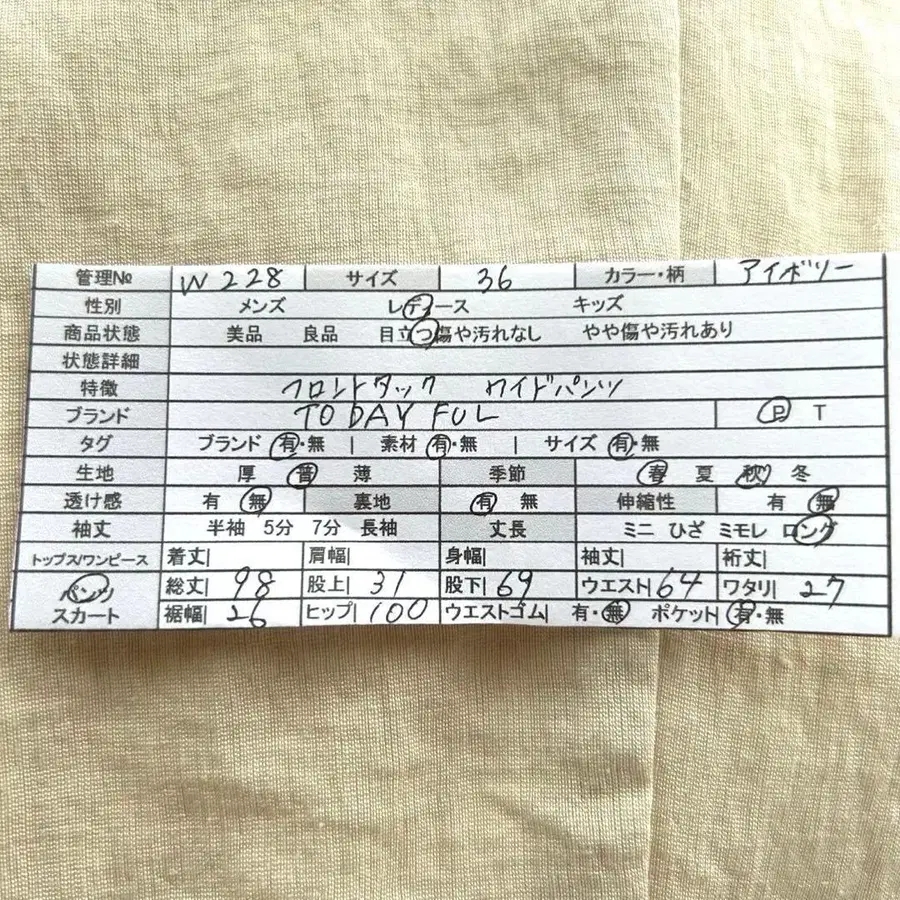 管理№ W228 サイズ 36 カラー・柄 アイボリー
性別 メンズ レディース キッズ
商品状態 美品 良品 目立つ傷や汚れなし やや傷や汚れあり
状態詳細
特徴 フロントタック ワイドパンツ
ブランド TODAYFUL P T
タグ ブランド 有・無 | 素材 有・無 | サイズ 有・無
生地 厚 普 薄 季節 春 夏 秋 冬
透け感 有 無 裏地 有 無 伸縮性 有 無
袖丈 半袖 5分 7分 長袖 丈長 ミニ ひざ ミモレ ロング
トップス/ワンピース 着丈| 肩幅| 身幅| 袖丈| 裄丈|
パンツ 総丈| 98 股上| 31 股下| 69 ウエスト 64 ワタリ| 27
スカート 裾幅| 26 ヒップ| 100 ウエストゴム| 有・無 ポケット| 有・無